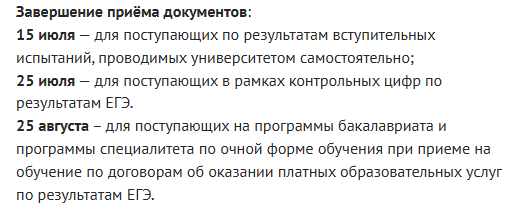 Завершение приёма документов:
15 июля — для поступающих по результатам вступительных
испытаний, проводимых университетом самостоятельно;
25 июля — для поступающих в рамках контрольных цифр по
результатам ЕГЭ.
25 августа – для поступающих на программы бакалавриата и
программы специалитета по очной форме обучения при приеме на
обучение по договорам об оказании платных образовательных услуг
по результатам ЕГЭ.